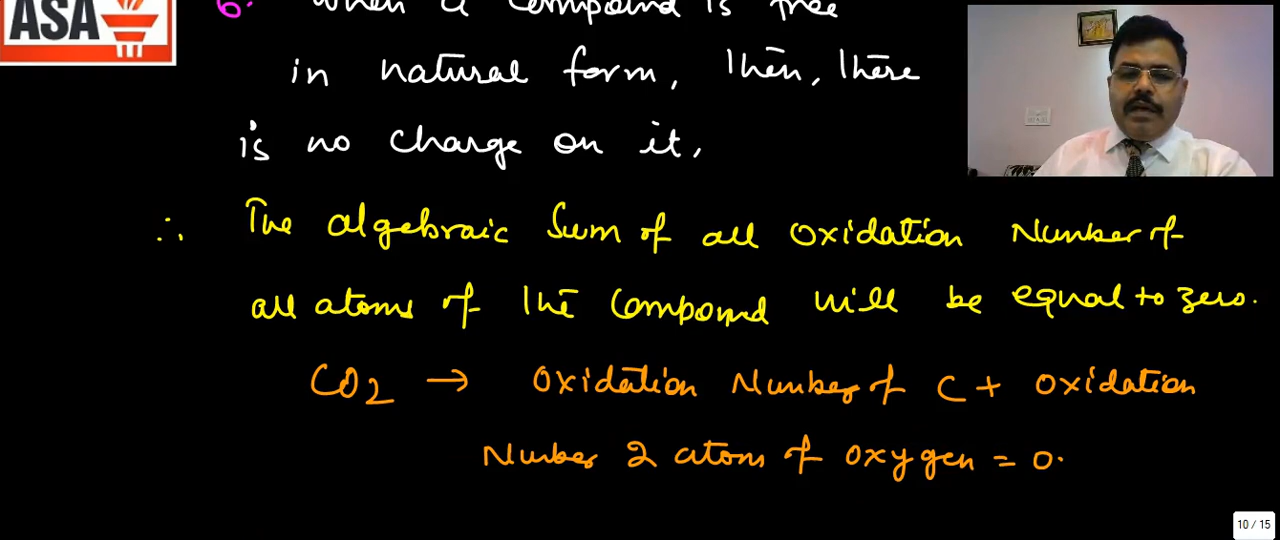 ASA
6. When a compound is free
in natural form, Then, there
is no charge on it,
∴ The algebraic Sum of all oxidation Number of
all atoms of the compound will be equal to zero.
CO2 → Oxidation Number of C + Oxidation
Number 2 atom of oxygen = 0.
10 / 15